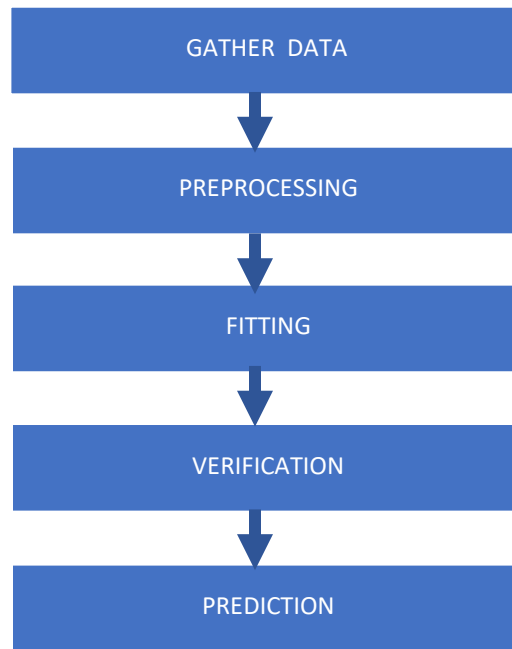 GATHER  DATA
PREPROCESSING
FITTING
VERIFICATION
PREDICTION